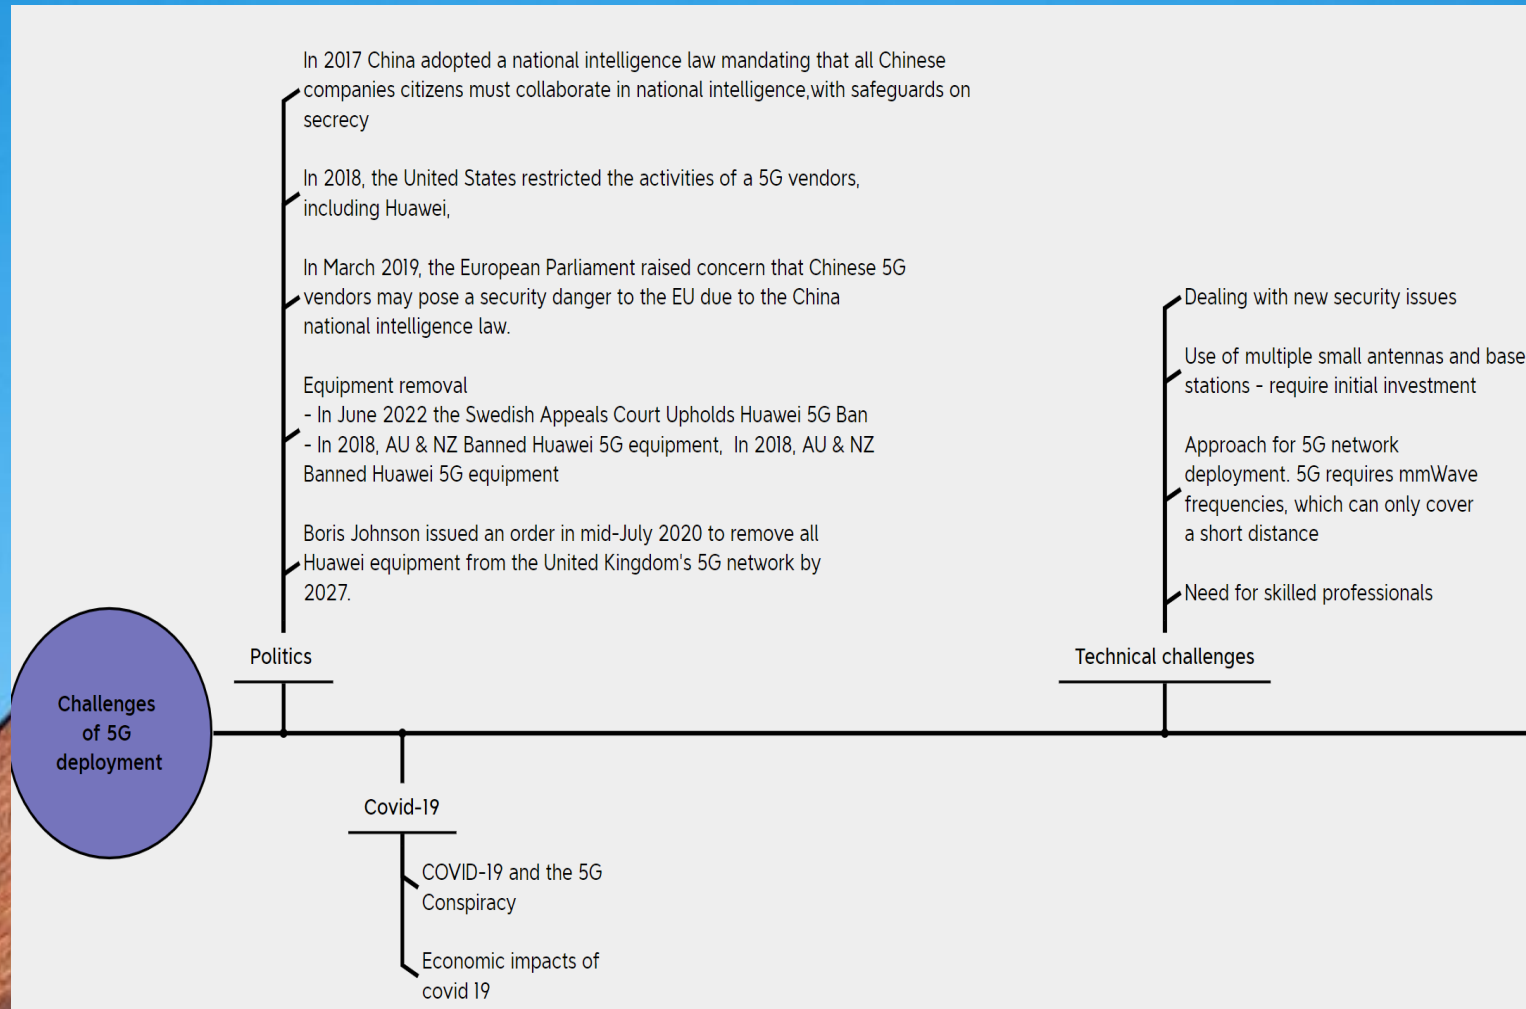 In 2017 China adopted a national intelligence law mandating that all Chinese
companies citizens must collaborate in national intelligence,with safeguards on
secrecy
In 2018, the United States restricted the activities of a 5G vendors,
including Huawei,
In March 2019, the European Parliament raised concern that Chinese 5G
vendors may pose a security danger to the EU due to the China
national intelligence law.
Equipment removal
- In June 2022 the Swedish Appeals Court Upholds Huawei 5G Ban
- In 2018, AU & NZ Banned Huawei 5G equipment,  In 2018, AU & NZ
Banned Huawei 5G equipment
Boris Johnson issued an order in mid-July 2020 to remove all
Huawei equipment from the United Kingdom's 5G network by
2027.
Politics
Dealing with new security issues
Use of multiple small antennas and base
stations - require initial investment
Approach for 5G network
deployment. 5G requires mmWave
frequencies, which can only cover
a short distance
Need for skilled professionals
Technical challenges
Challenges
of 5G
deployment
Covid-19
COVID-19 and the 5G
Conspiracy
Economic impacts of
covid 19